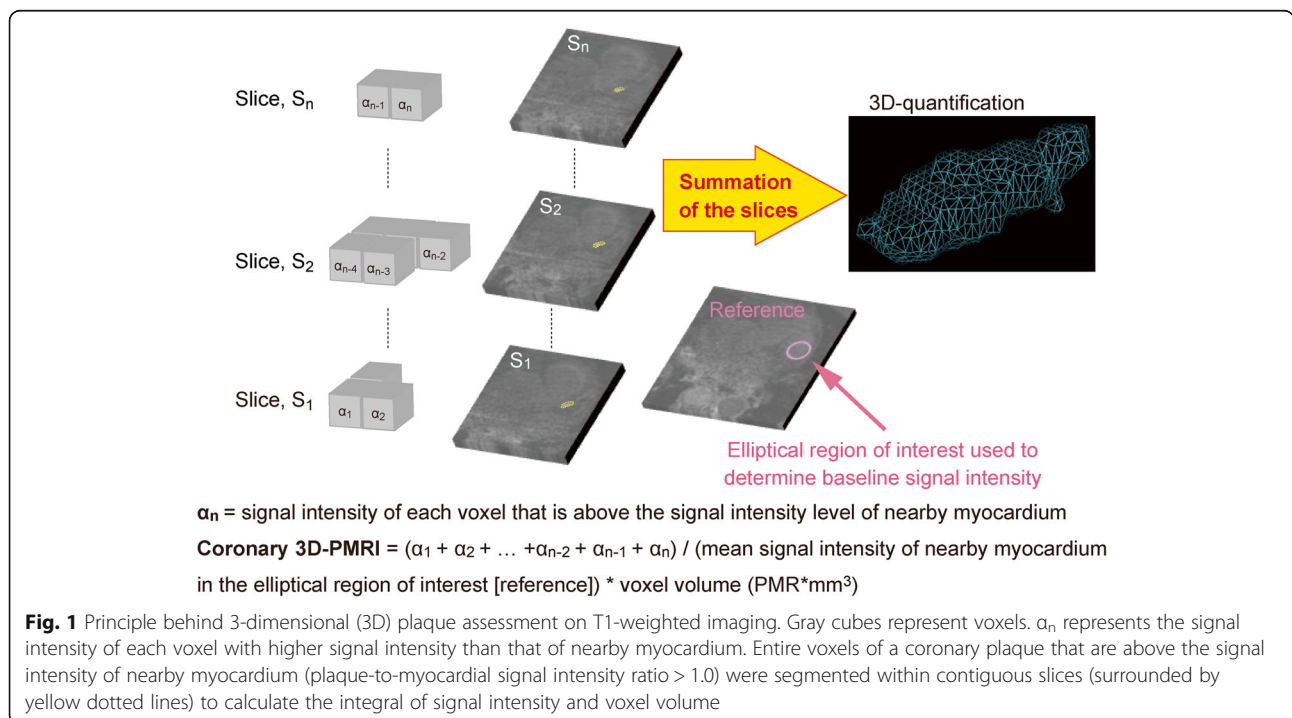 Slice, Sn
αn-1 αn
Sn
3D-quantification
Summation
of the slices
Slice, S2
αn-4 αn-3 αn-2
S2
Reference
Slice, S1
α1 α2
S1
Elliptical region of interest used to
determine baseline signal intensity
αn = signal intensity of each voxel that is above the signal intensity level of nearby myocardium
Coronary 3D-PMRI = (α1 + α2 + … +αn-2 + αn-1 + αn) / (mean signal intensity of nearby myocardium
in the elliptical region of interest [reference]) * voxel volume (PMR*mm³)
Fig. 1 Principle behind 3-dimensional (3D) plaque assessment on T1-weighted imaging. Gray cubes represent voxels. αn represents the signal
intensity of each voxel with higher signal intensity than that of nearby myocardium. Entire voxels of a coronary plaque that are above the signal
intensity of nearby myocardium (plaque-to-myocardial signal intensity ratio > 1.0) were segmented within contiguous slices (surrounded by
yellow dotted lines) to calculate the integral of signal intensity and voxel volume